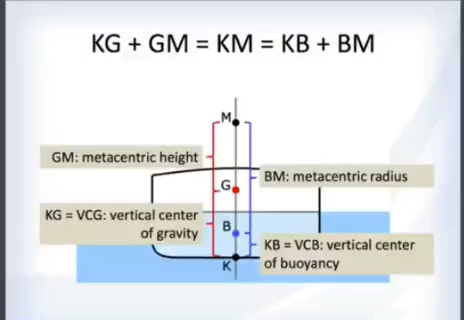 KG + GM = KM = KB + BM
M
GM: metacentric height
BM: metacentric radius
G
KG = VCG: vertical center
of gravity
B
KB = VCB: vertical center
of buoyancy
K